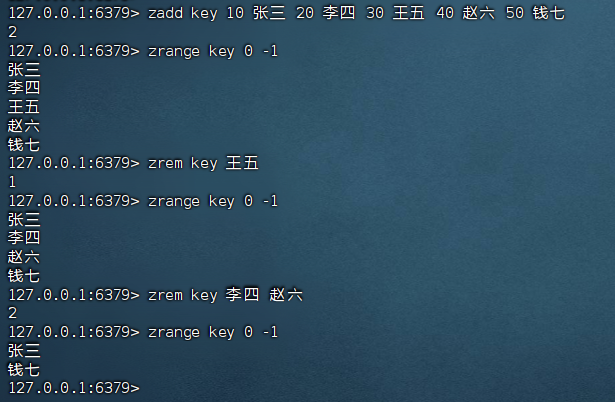 127.0.0.1:6379> zadd key 10 张三 20 李四 30 王五 40 赵六 50 钱七
2
127.0.0.1:6379> zrange key 0 -1
张三
李四
王五
赵六
钱七
127.0.0.1:6379> zrem key 王五
1
127.0.0.1:6379> zrange key 0 -1
张三
李四
赵六
钱七
127.0.0.1:6379> zrem key 李四 赵六
2
127.0.0.1:6379> zrange key 0 -1
张三
钱七
127.0.0.1:6379>